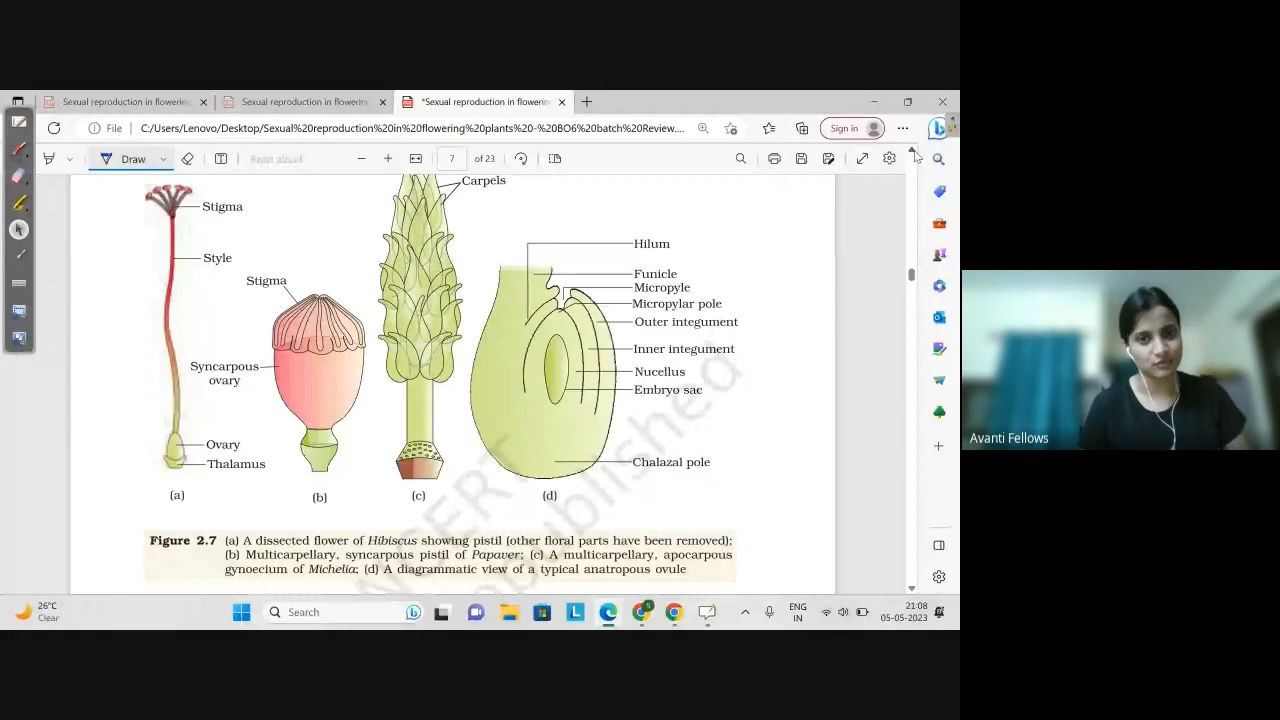 Sexual reproduction in flowering
Sexual reproduction in flowerin
*Sexual reproduction in flowerin
File
C:/Users/Lenovo/Desktop/Sexual%20reproduction%20in%20flowering%20plants%20-%20BO6%20batch%20Review....
Sign in
Draw
Read aloud
7
of 23
Carpels
Stigma
Style
Stigma
Syncarpous
ovary
Ovary
Thalamus
Hilum
Funicle
Micropyle
Micropylar pole
Outer integument
Inner integument
Nucellus
Embryo sac
Chalazal pole
(a)
(b)
(c)
(d)
Figure 2.7 (a) A dissected flower of Hibiscus showing pistil (other floral parts have been removed);
(b) Multicarpellary, syncarpous pistil of Papaver; (c) A multicarpellary, apocarpous
gynoecium of Michelia; (d) A diagrammatic view of a typical anatropous ovule
Avanti Fellows
26°C
Clear
Search
ENG
IN
21:08
05-05-2023